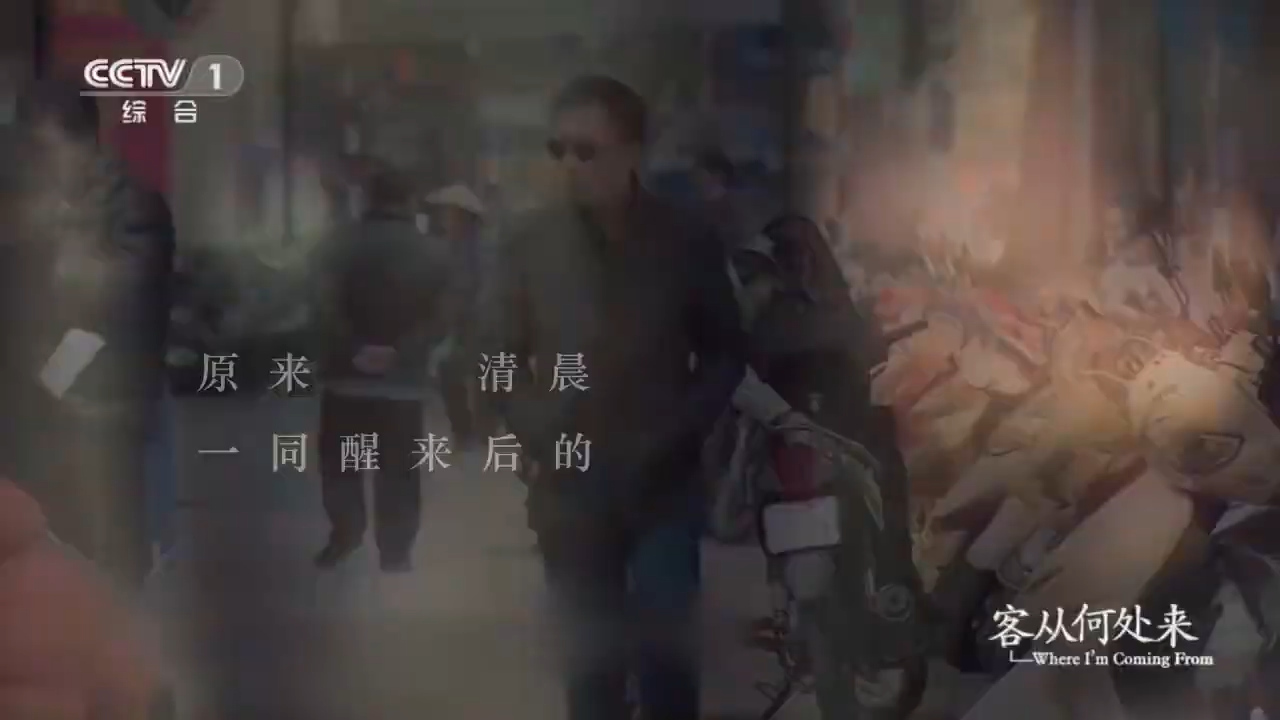 CCTV 1
综合
原来 清晨
一同醒来后的
客从何处来
Where I'm Coming From